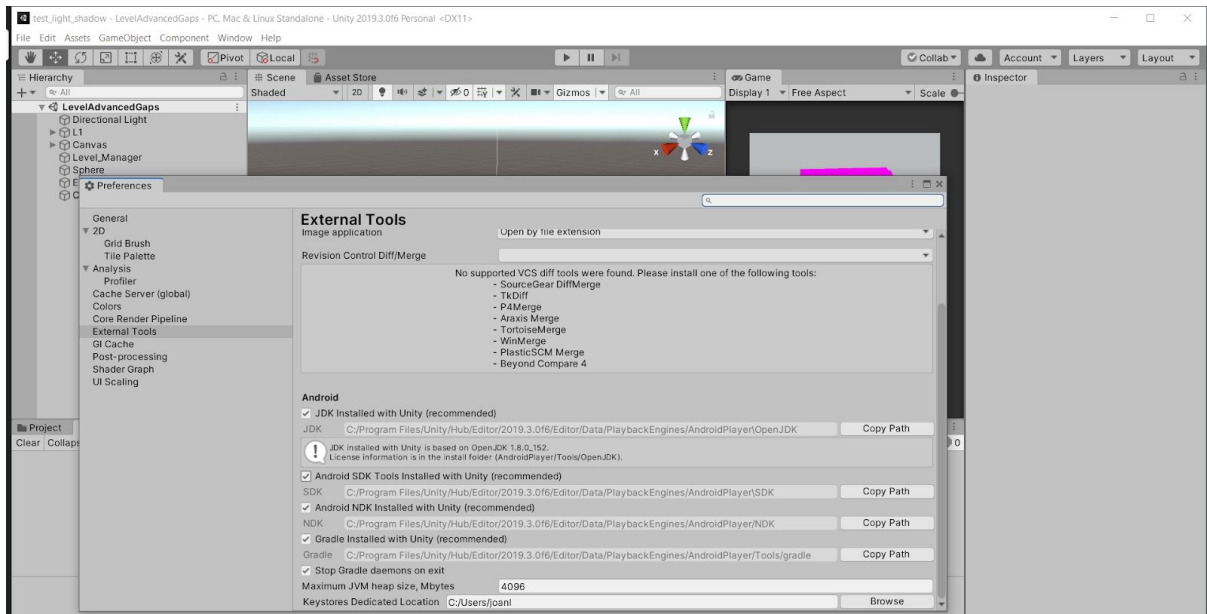 test_light_shadow - LevelAdvancedGaps - PC, Mac & Linux Standalone - Unity 2019.3.0f6 Personal <DX11>
File Edit Assets GameObject Component Window Help
Pivot Local Collab Account Layers Layout
Hierarchy Scene Asset Store Game Inspector
All Shaded 2D 0 Gizmos All Display 1 Free Aspect Scale
LevelAdvancedGaps
Directional Light
L1
Canvas
Level_Manager
x z
Sphere
E
C
Preferences
General
2D
Grid Brush
Tile Palette
Analysis
Profiler
Cache Server (global)
Colors
Core Render Pipeline
External Tools
GI Cache
Post-processing
Shader Graph
UI Scaling
External Tools
Image application Open by file extension
Revision Control Diff/Merge
No supported VCS diff tools were found. Please install one of the following tools:
- SourceGear DiffMerge
- TkDiff
- P4Merge
- Araxis Merge
- TortoiseMerge
- WinMerge
- PlasticSCM Merge
- Beyond Compare 4
Android
JDK Installed with Unity (recommended)
JDK C:/Program Files/Unity/Hub/Editor/2019.3.0f6/Editor/Data/PlaybackEngines/AndroidPlayer\OpenJDK Copy Path
JDK installed with Unity is based on OpenJDK 1.8.0_152.
License information is in the install folder (AndroidPlayer/Tools/OpenJDK).
Android SDK Tools Installed with Unity (recommended)
SDK C:/Program Files/Unity/Hub/Editor/2019.3.0f6/Editor/Data/PlaybackEngines/AndroidPlayer\SDK Copy Path
Android NDK Installed with Unity (recommended)
NDK C:/Program Files/Unity/Hub/Editor/2019.3.0f6/Editor/Data/PlaybackEngines/AndroidPlayer/NDK Copy Path
Gradle Installed with Unity (recommended)
Gradle C:/Program Files/Unity/Hub/Editor/2019.3.0f6/Editor/Data/PlaybackEngines/AndroidPlayer/Tools/gradle Copy Path
Stop Gradle daemons on exit
Maximum JVM heap size, Mbytes 4096
Keystores Dedicated Location C:/Users/joanl Browse
Project
Clear Collaps
0